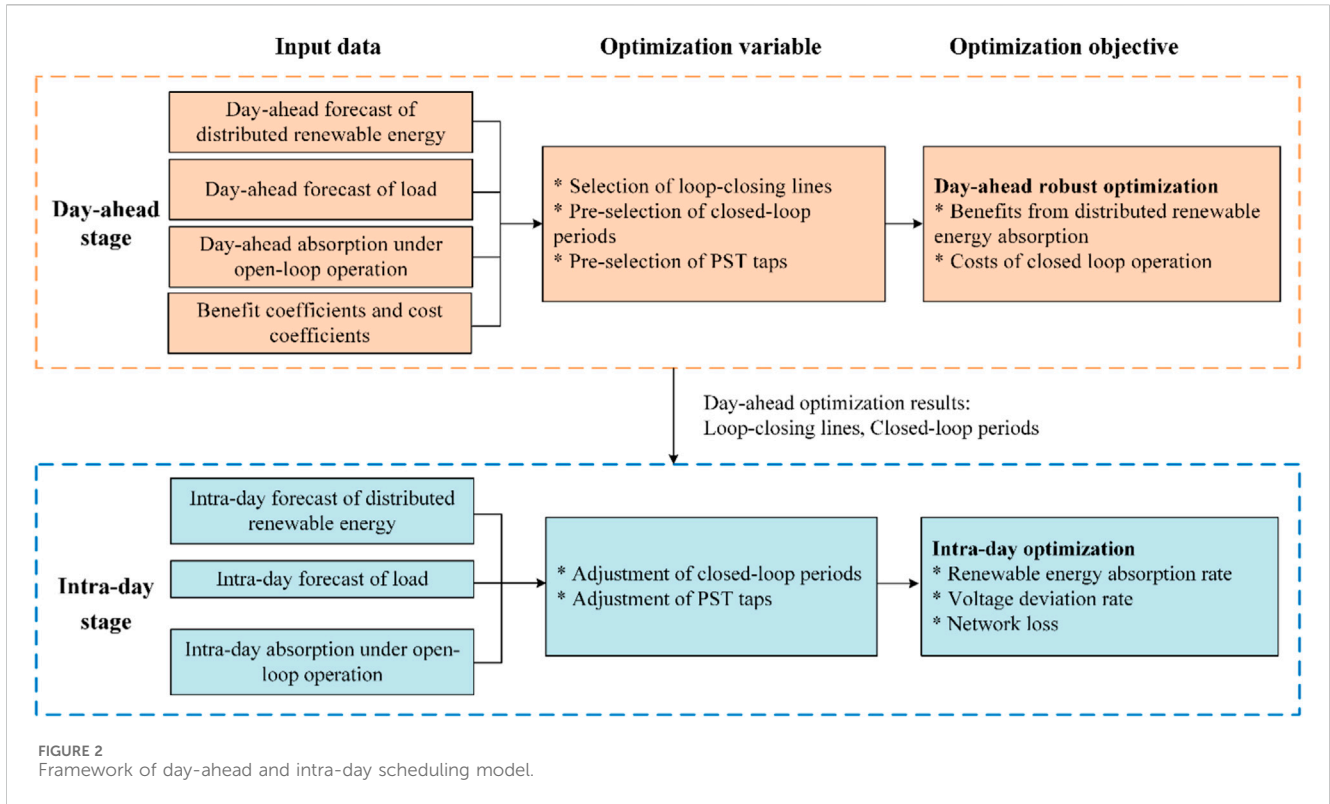 Input data
Optimization variable
Optimization objective
Day-ahead
stage
Day-ahead forecast of
distributed renewable energy
Day-ahead forecast of load
Day-ahead absorption under
open-loop operation
Benefit coefficients and cost
coefficients
* Selection of loop-closing lines
* Pre-selection of closed-loop
periods
* Pre-selection of PST taps
Day-ahead robust optimization
* Benefits from distributed renewable
energy absorption
* Costs of closed loop operation
Day-ahead optimization results:
Loop-closing lines, Closed-loop periods
Intra-day
stage
Intra-day forecast of distributed
renewable energy
Intra-day forecast of load
Intra-day absorption under open-
loop operation
* Adjustment of closed-loop periods
* Adjustment of PST taps
Intra-day optimization
* Renewable energy absorption rate
* Voltage deviation rate
* Network loss
FIGURE 2
Framework of day-ahead and intra-day scheduling model.